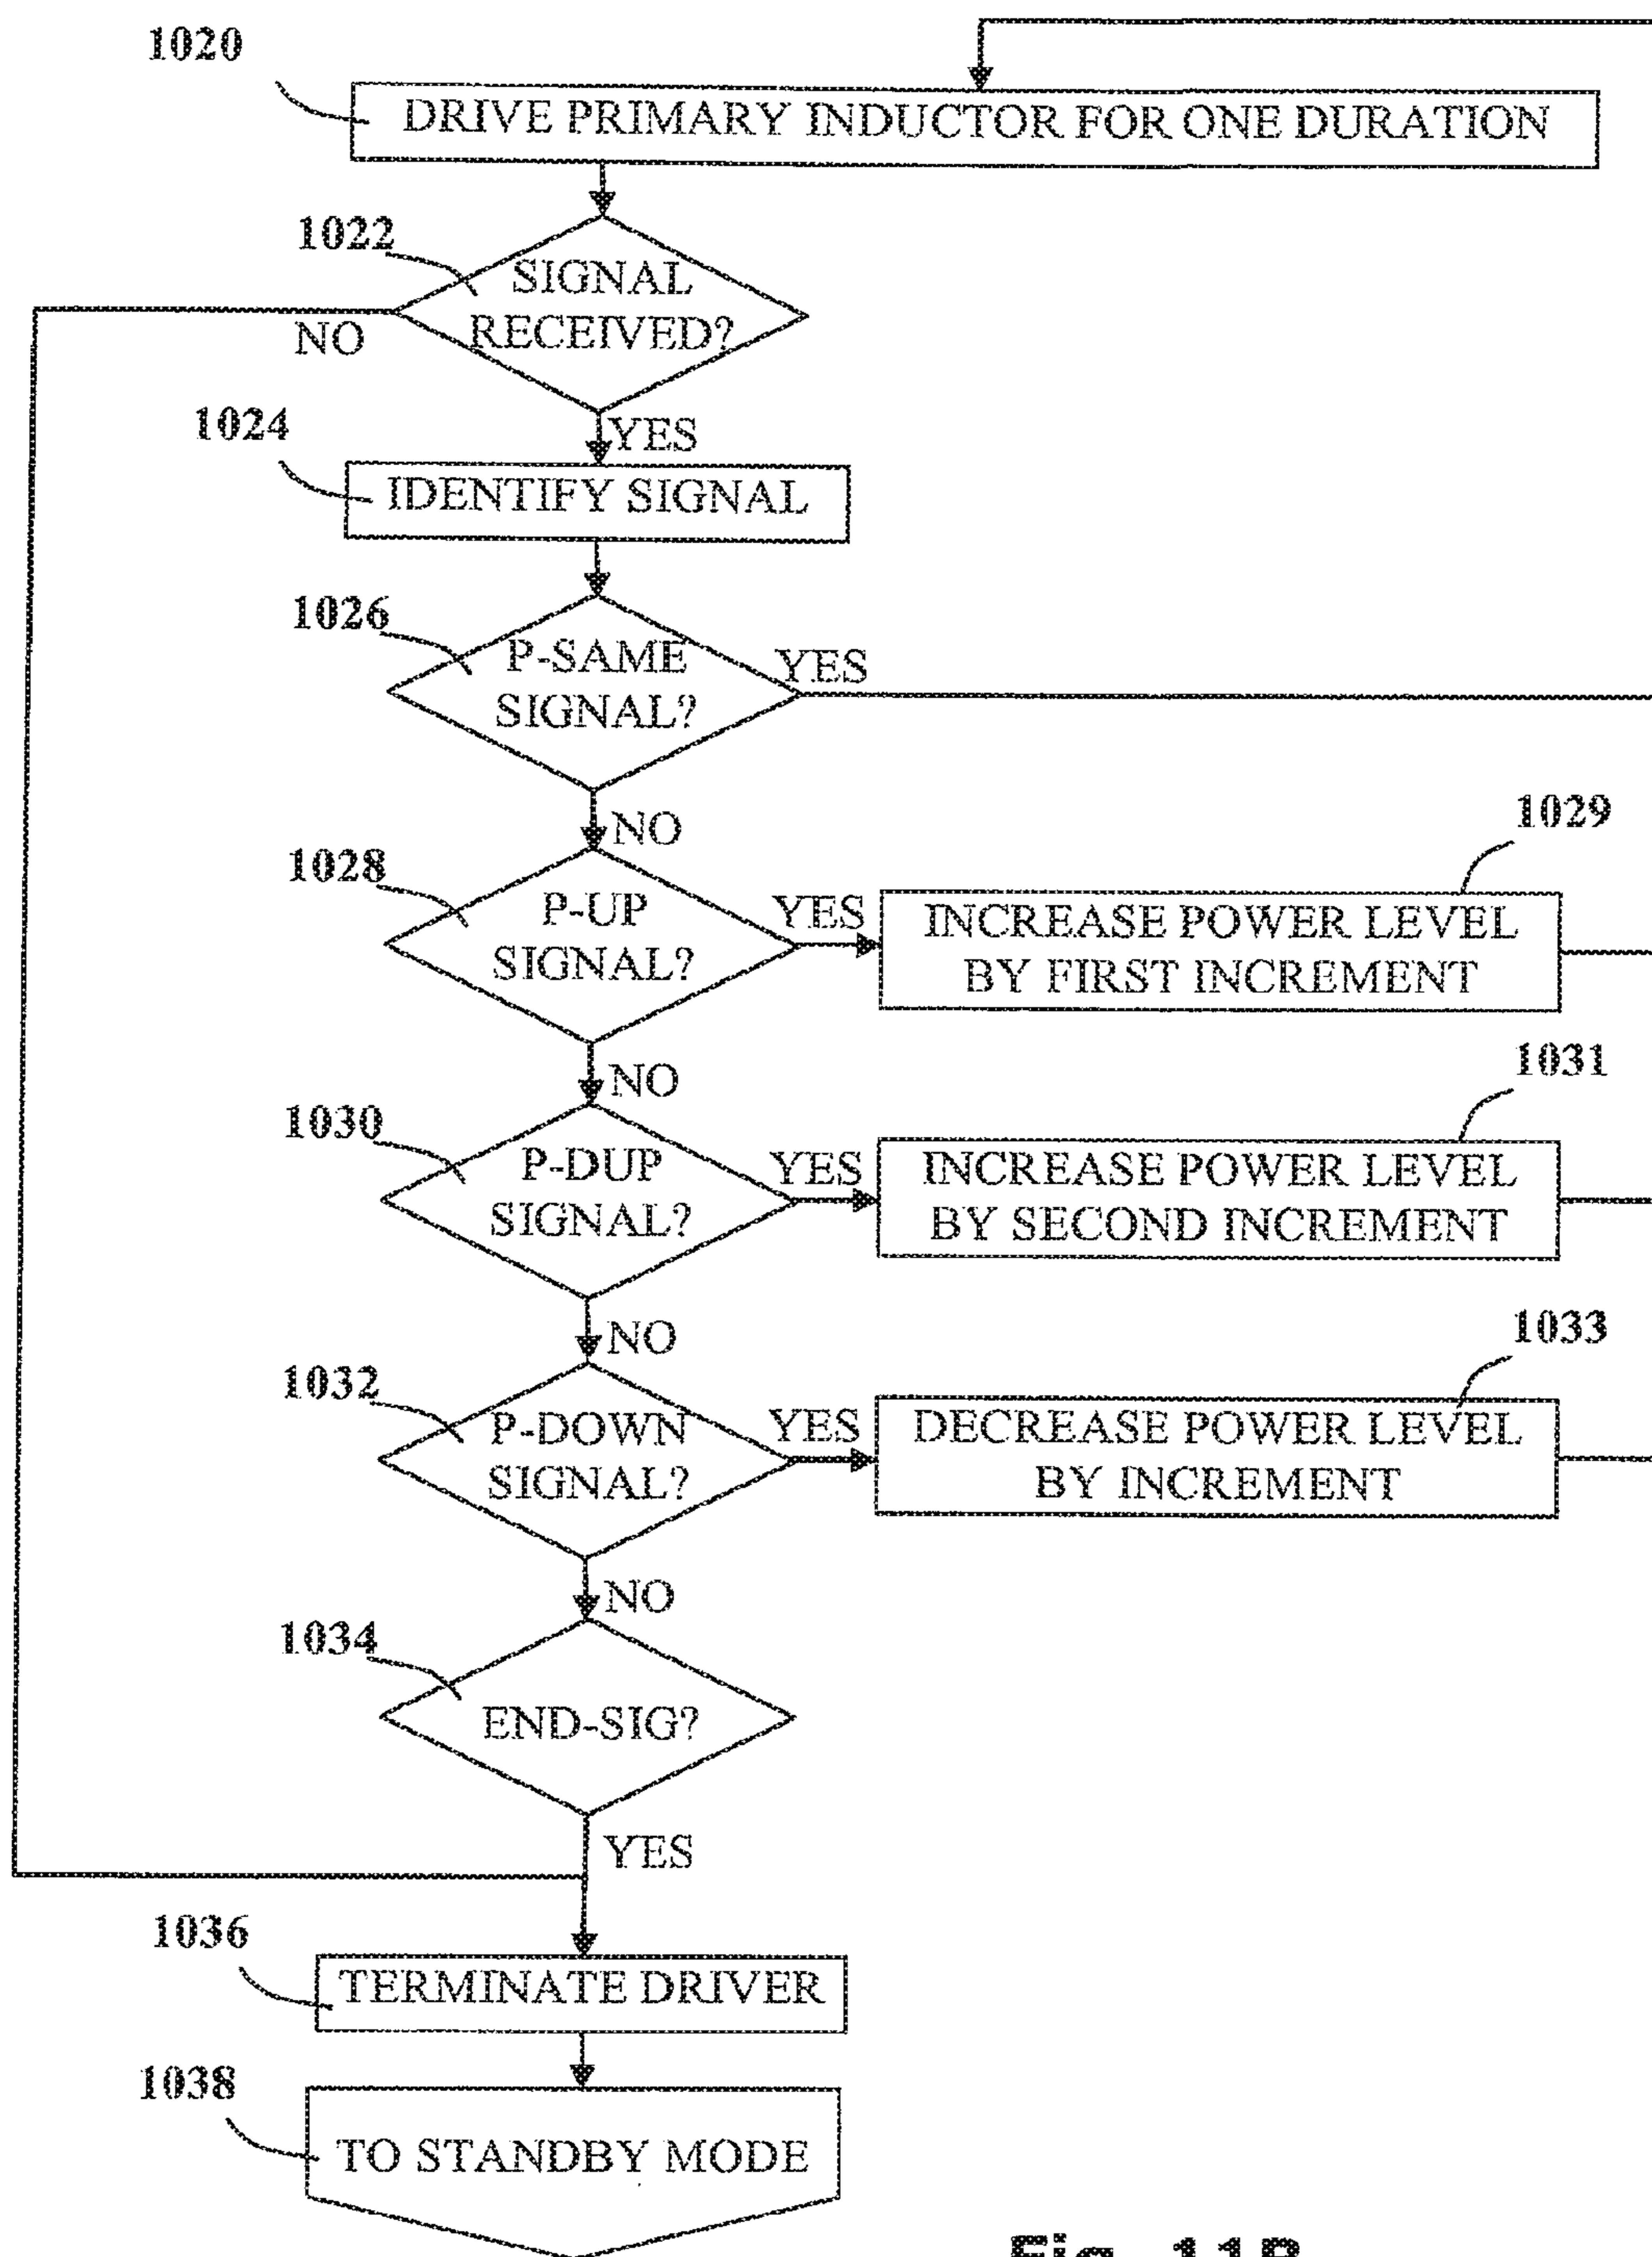 1020
DRIVE PRIMARY INDUCTOR FOR ONE DURATION
1022
SIGNAL
RECEIVED?
NO
YES
1024
IDENTIFY SIGNAL
1026
P-SAME
SIGNAL?
YES
NO
1028
P-UP
SIGNAL?
YES
1029
INCREASE POWER LEVEL
BY FIRST INCREMENT
NO
1030
P-DUP
SIGNAL?
YES
1031
INCREASE POWER LEVEL
BY SECOND INCREMENT
NO
1032
P-DOWN
SIGNAL?
YES
1033
DECREASE POWER LEVEL
BY INCREMENT
NO
1034
END-SIG?
YES
1036
TERMINATE DRIVER
1038
TO STANDBY MODE
Fig. 11B